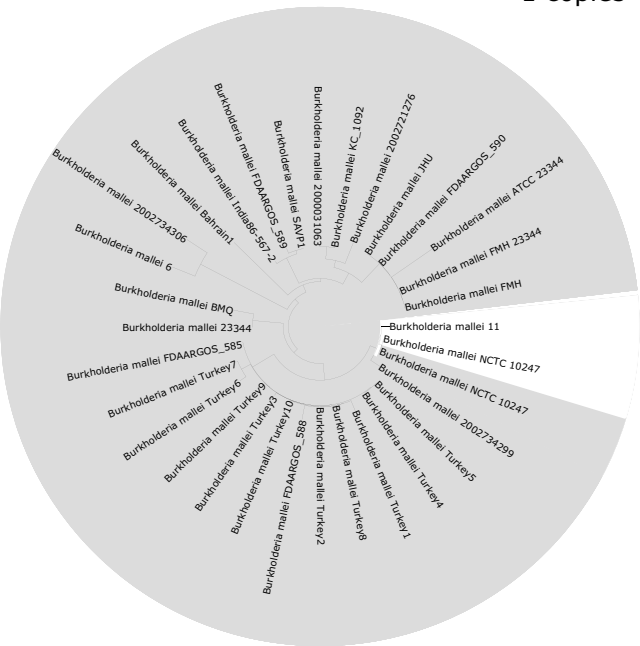 Burkholderia mallei 2000031063
Burkholderia mallei KC_1092
Burkholderia mallei 2002721276
Burkholderia mallei JHU
Burkholderia mallei FDAARGOS_590
Burkholderia mallei ATCC 23344
Burkholderia mallei FMH 23344
Burkholderia mallei FMH
Burkholderia mallei 11
Burkholderia mallei NCTC 10247
Burkholderia mallei NCTC 10247
Burkholderia mallei 2002734299
Burkholderia mallei Turkey5
Burkholderia mallei Turkey4
Burkholderia mallei Turkey1
Burkholderia mallei Turkey8
Burkholderia mallei Turkey2
Burkholderia mallei FDAARGOS_588
Burkholderia mallei Turkey10
Burkholderia mallei Turkey3
Burkholderia mallei Turkey9
Burkholderia mallei Turkey6
Burkholderia mallei Turkey7
Burkholderia mallei FDAARGOS_585
Burkholderia mallei 23344
Burkholderia mallei BMQ
Burkholderia mallei 6
Burkholderia mallei 2002734306
Burkholderia mallei Bahrain1
Burkholderia mallei India86-567-2
Burkholderia mallei FDAARGOS_589
Burkholderia mallei SAVP1